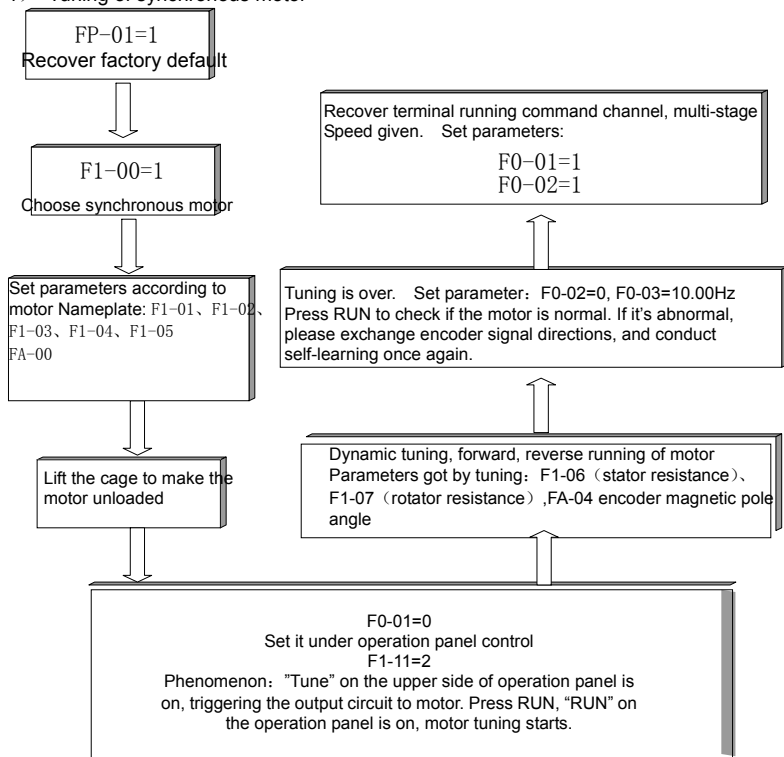 Tuning of synchronous motor
FP-01=1
Recover factory default
F1-00=1
Choose synchronous motor
Set parameters according to
motor Nameplate: F1-01、F1-02、
F1-03、F1-04、F1-05
FA-00
Lift the cage to make the
motor unloaded
F0-01=0
Set it under operation panel control
F1-11=2
Phenomenon：”Tune” on the upper side of operation panel is
on, triggering the output circuit to motor. Press RUN, “RUN” on
the operation panel is on, motor tuning starts.
Dynamic tuning, forward, reverse running of motor
Parameters got by tuning：F1-06（stator resistance）、
F1-07（rotator resistance）,FA-04 encoder magnetic pole
angle
Tuning is over. Set parameter：F0-02=0, F0-03=10.00Hz
Press RUN to check if the motor is normal. If it’s abnormal,
please exchange encoder signal directions, and conduct
self-learning once again.
Recover terminal running command channel, multi-stage
Speed given. Set parameters:
F0-01=1
F0-02=1